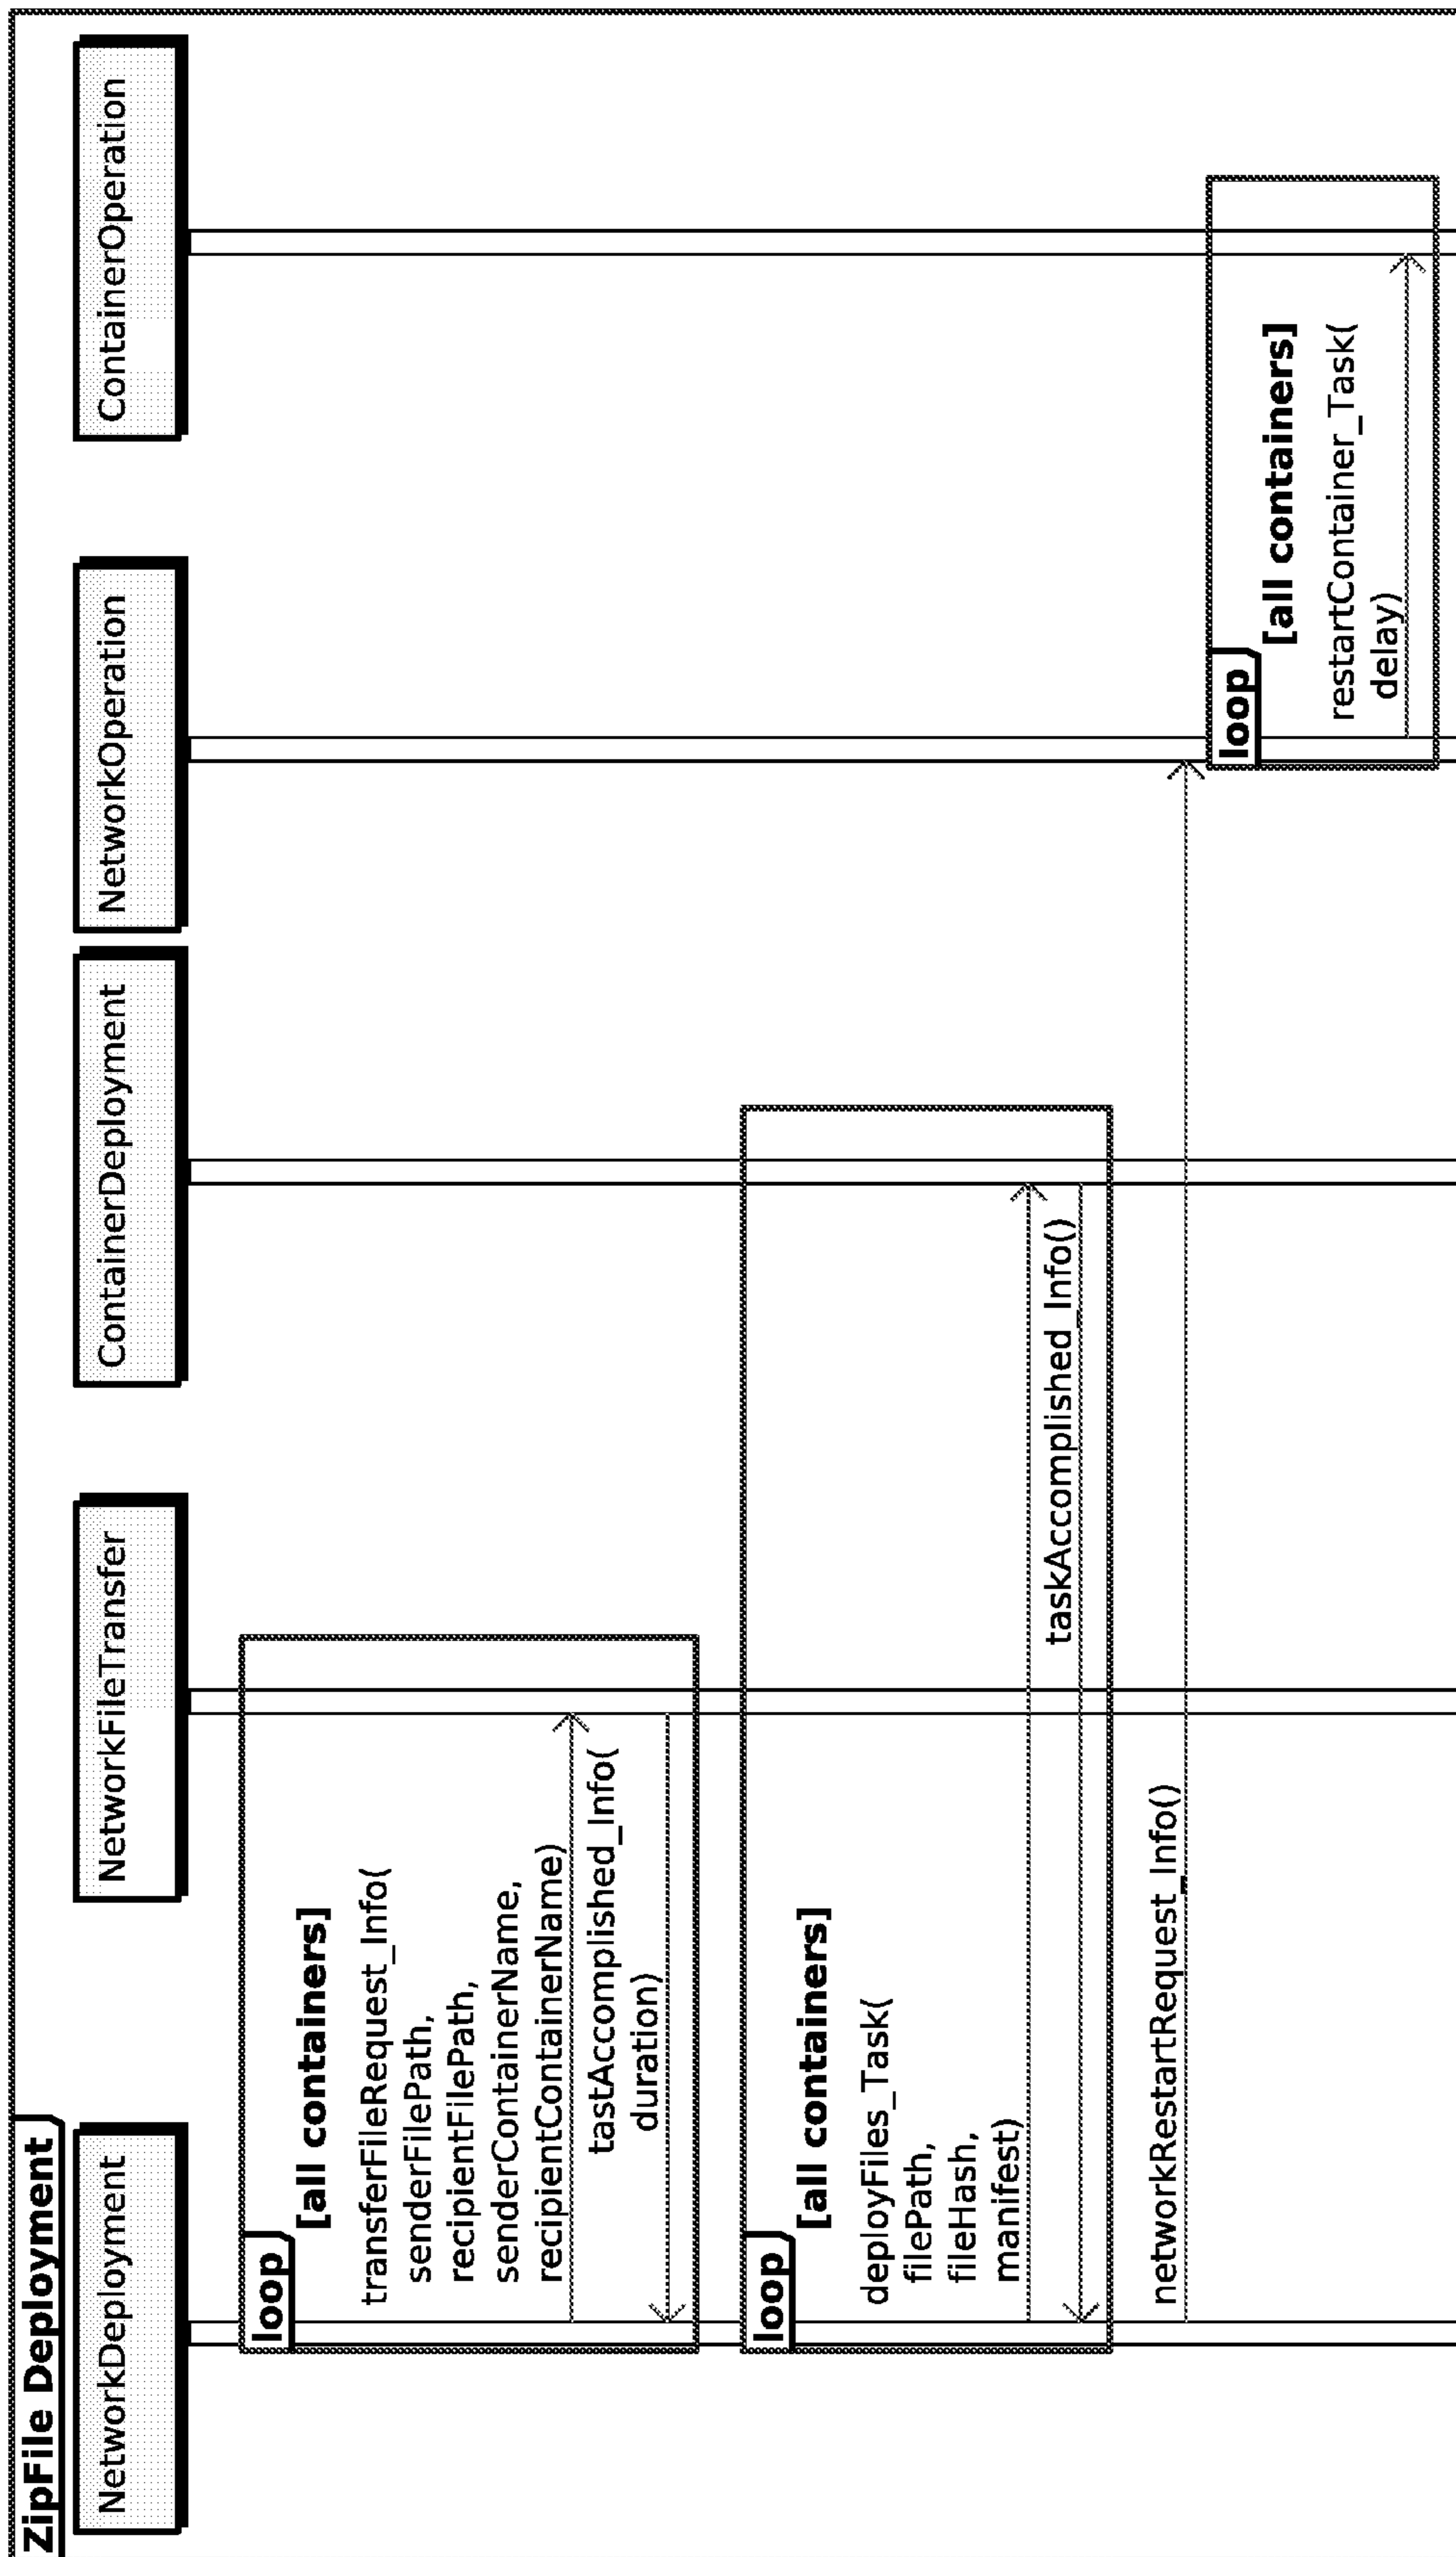 ZipFile Deployment
NetworkDeployment
NetworkFileTransfer
ContainerDeployment
NetworkOperation
ContainerOperation
loop
[all containers]
transferFileRequest_Info(
senderFilePath,
recipientFilePath,
senderContainerName,
recipientContainerName)
tastAccomplished_Info(
duration)
loop
[all containers]
deployFiles_Task(
filePath,
fileHash,
manifest)
taskAccomplished_Info()
networkRestartRequest_Info()
loop
[all containers]
restartContainer_Task(
delay)